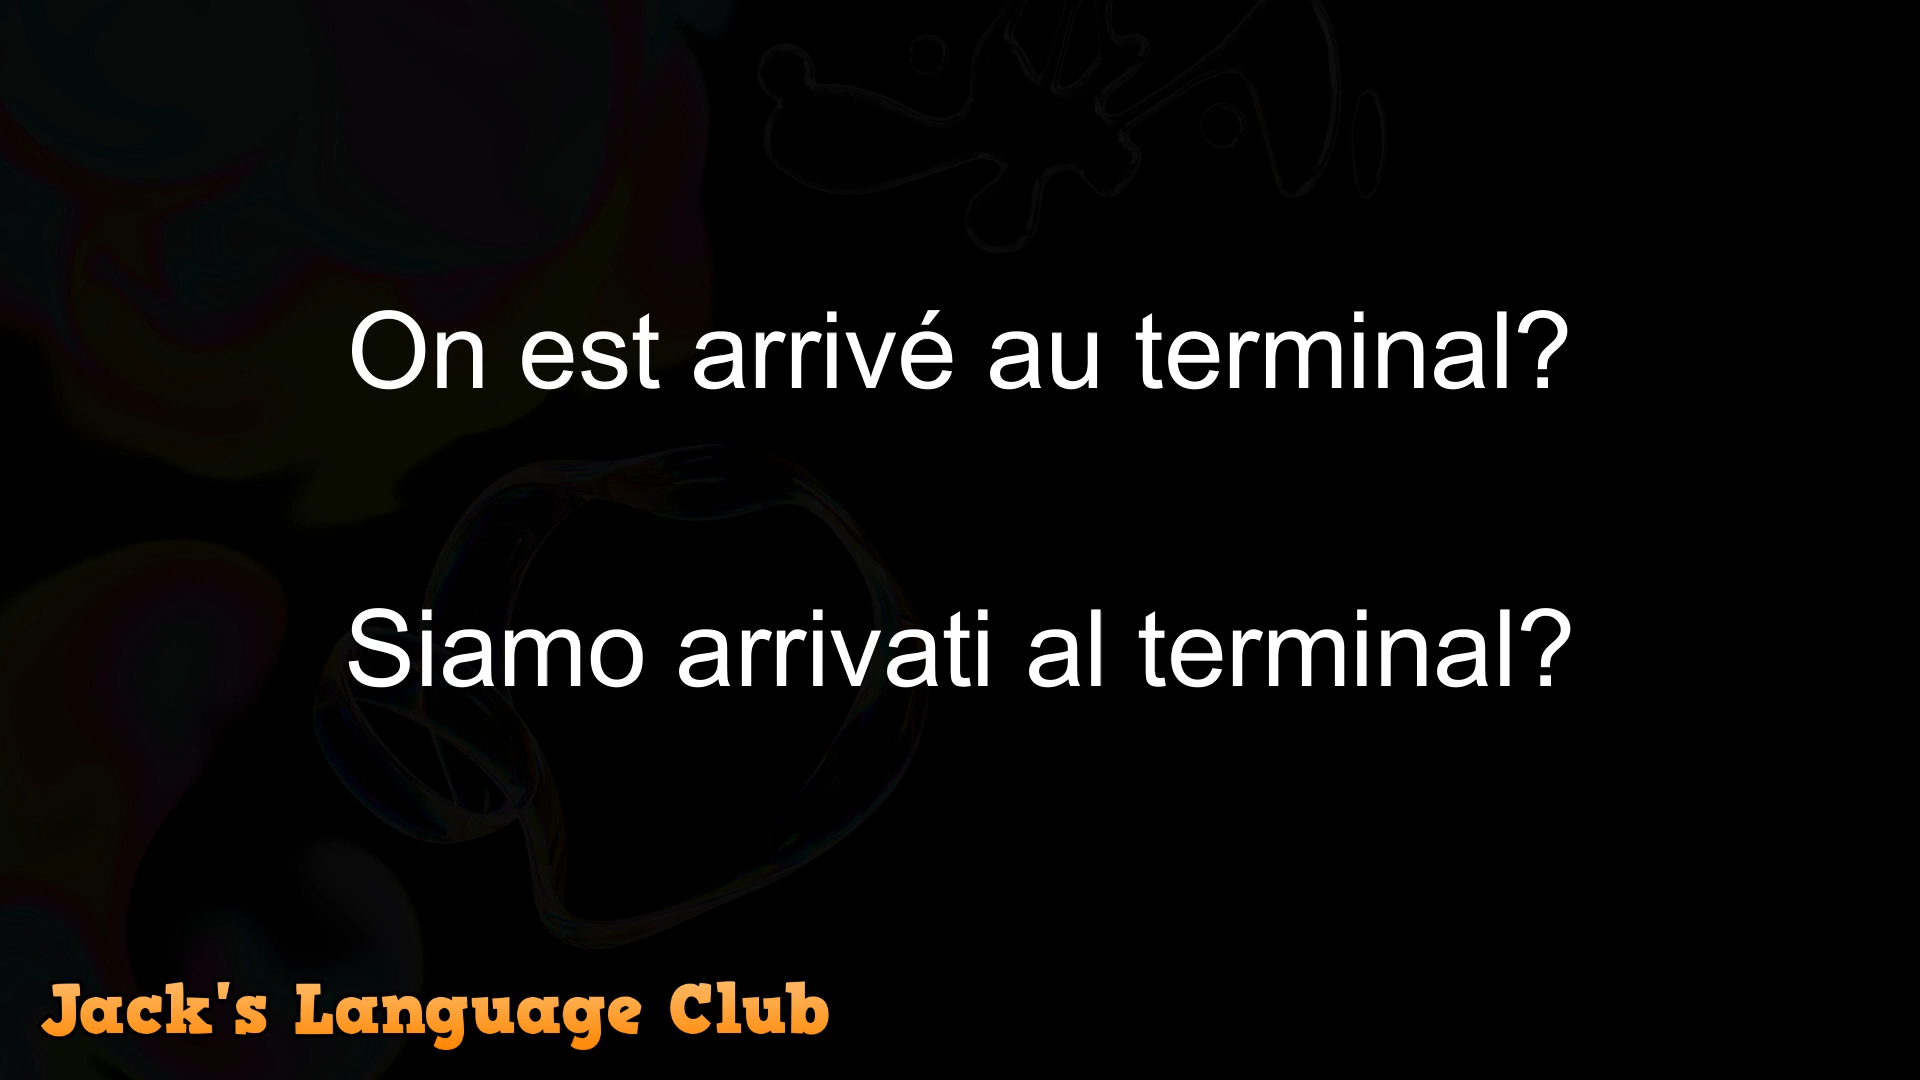 On est arrivé au terminal?
Siamo arrivati al terminal?
Jack's Language Club